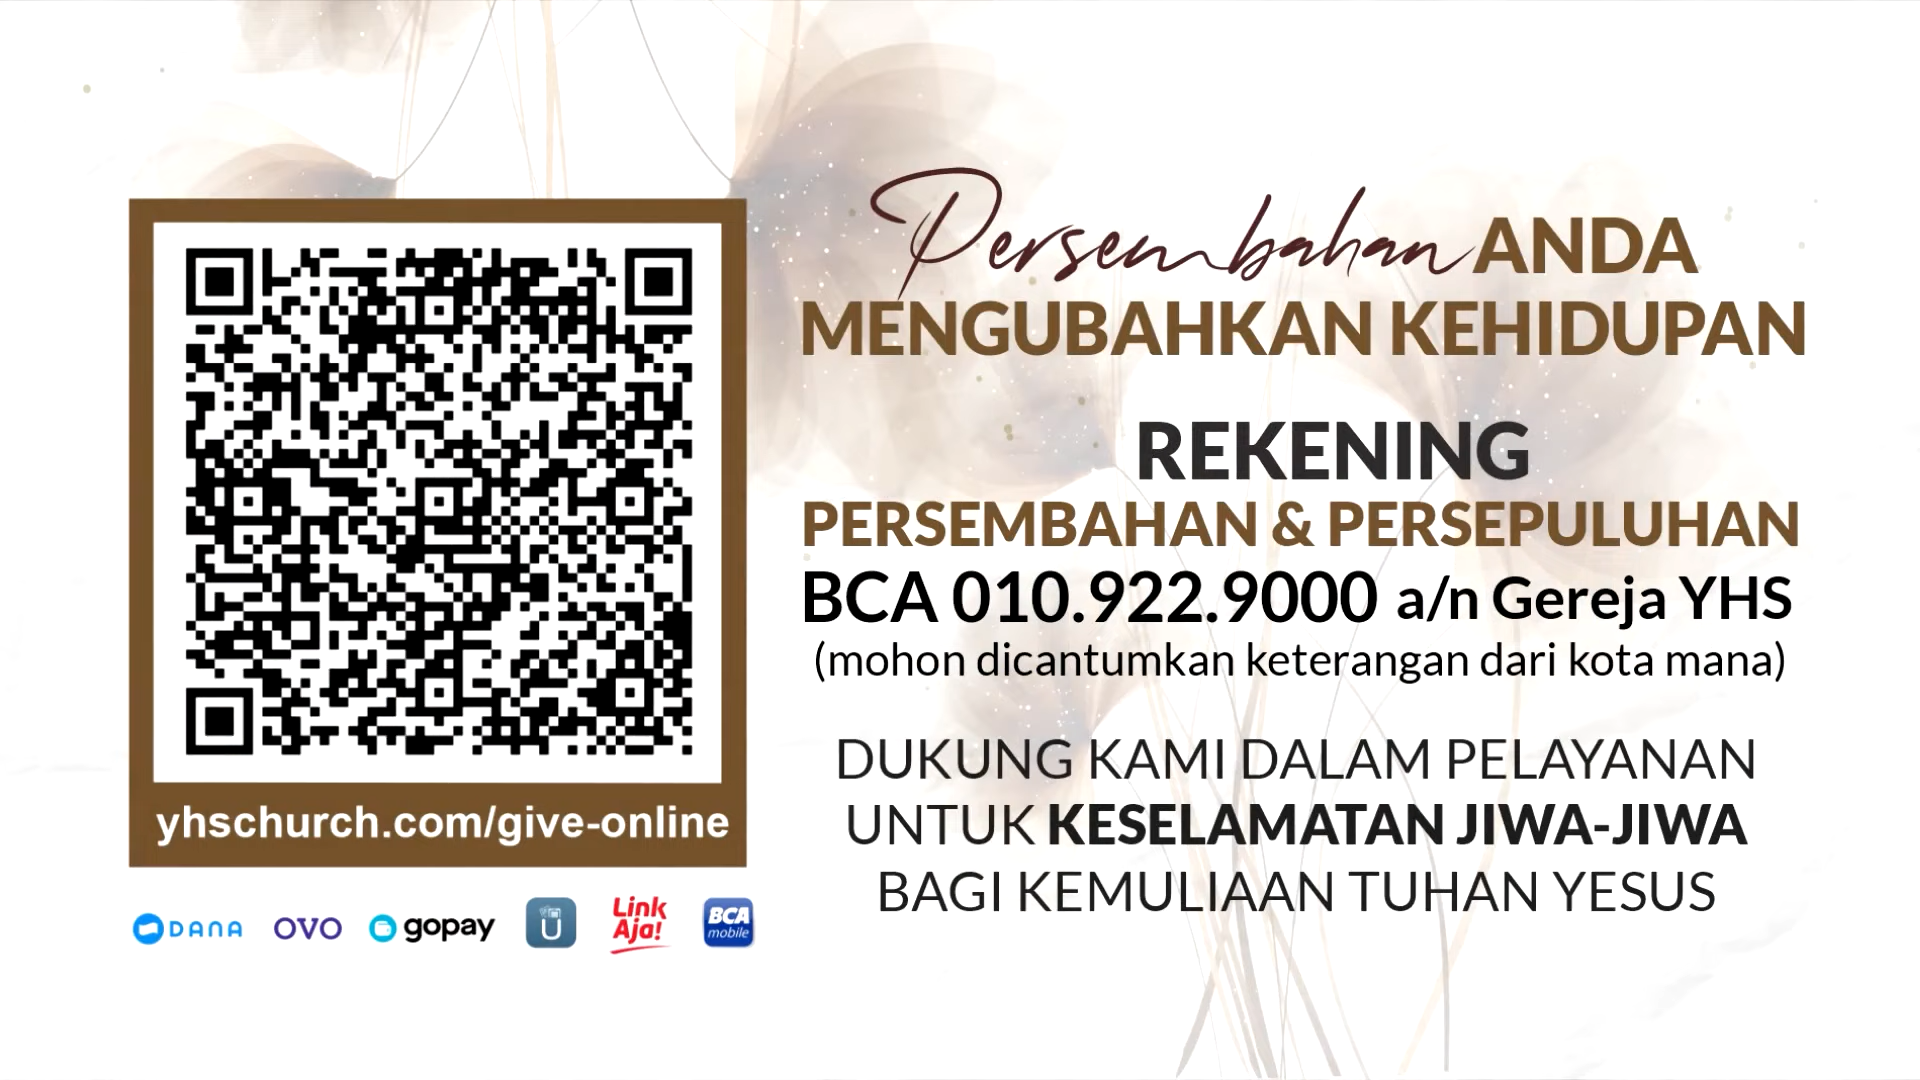 Persembahan ANDA
MENGUBAHKAN KEHIDUPAN
REKENING
PERSEMBAHAN & PERSEPULUHAN
BCA 010.922.9000 a/n Gereja YHS
(mohon dicantumkan keterangan dari kota mana)
DUKUNG KAMI DALAM PELAYANAN
UNTUK KESELAMATAN JIWA-JIWA
BAGI KEMULIAAN TUHAN YESUS
yhschurch.com/give-online
DANA OVO gopay U Link Aja! BCA mobile